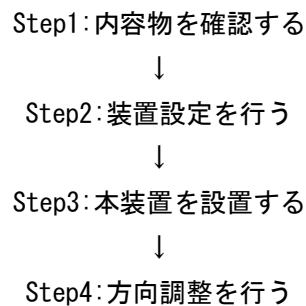 Step1:内容物を確認する
↓
Step2:装置設定を行う
↓
Step3:本装置を設置する
↓
Step4:方向調整を行う